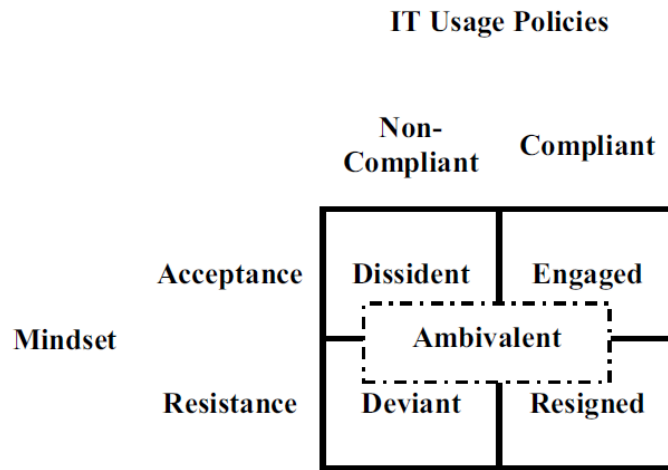 IT Usage Policies
Non-
Compliant
Compliant
Acceptance
Dissident
Engaged
Mindset
Ambivalent
Resistance
Deviant
Resigned